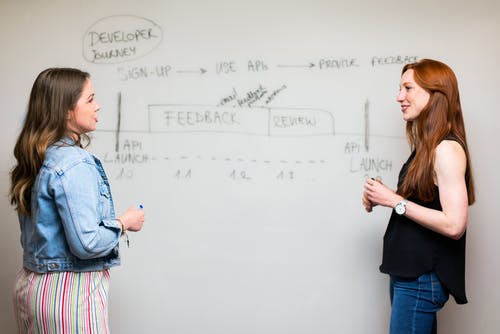 DEVELOPER
JOURNEY
SIGN-UP → USE APIs → PROVIDE FEEDBACK
FEEDBACK
REVIEW
API
LAUNCH
API
LAUNCH
1.0
1.1
1.2
1.3